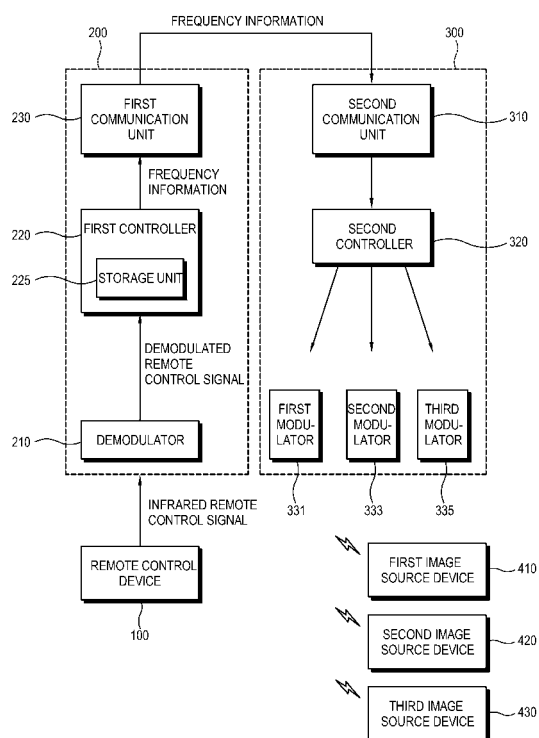 FREQUENCY INFORMATION
200
300
230
FIRST
COMMUNICATION
UNIT
SECOND
COMMUNICATION
UNIT
310
FREQUENCY
INFORMATION
220
FIRST CONTROLLER
SECOND
CONTROLLER
320
225
STORAGE UNIT
DEMODULATED
REMOTE
CONTROL SIGNAL
FIRST
MODU-
LATOR
SECOND
MODU-
LATOR
THIRD
MODU-
LATOR
210
DEMODULATOR
331
333
335
INFRARED REMOTE
CONTROL SIGNAL
REMOTE CONTROL
DEVICE
100
FIRST IMAGE
SOURCE DEVICE
410
SECOND IMAGE
SOURCE DEVICE
420
THIRD IMAGE
SOURCE DEVICE
430